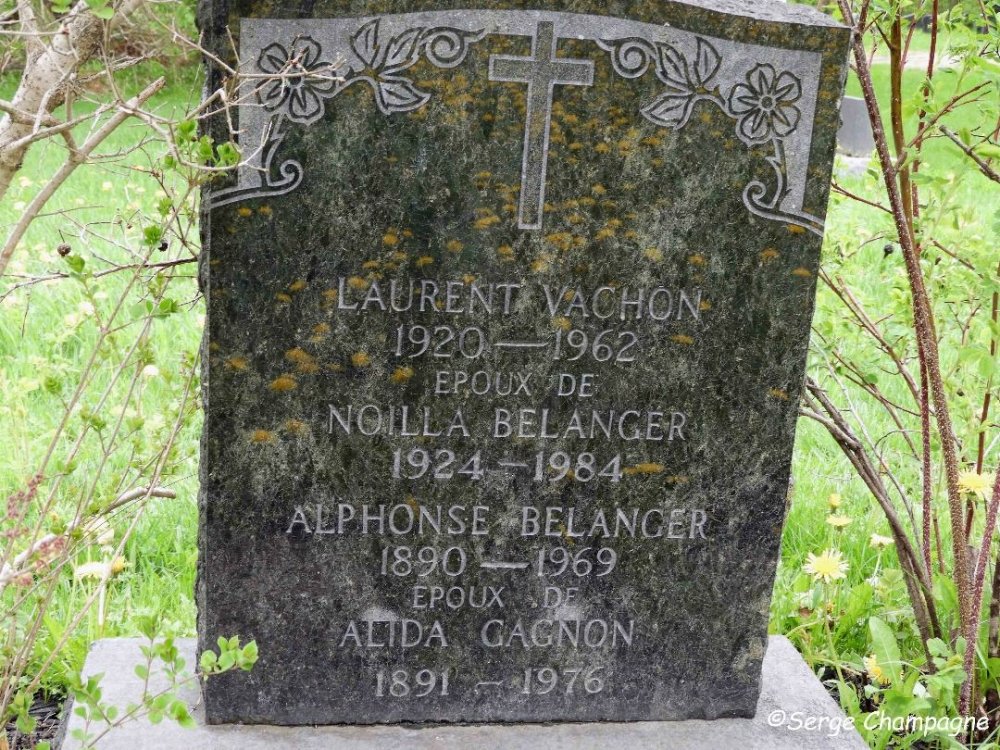 LAURENT VACHON
1920 — 1962
EPOUX DE
NOILLA BELANGER
1924 — 1984
ALPHONSE BELANGER
1890 — 1969
EPOUX DE
ALIDA GAGNON
1891 - 1976
©Serge Champagne